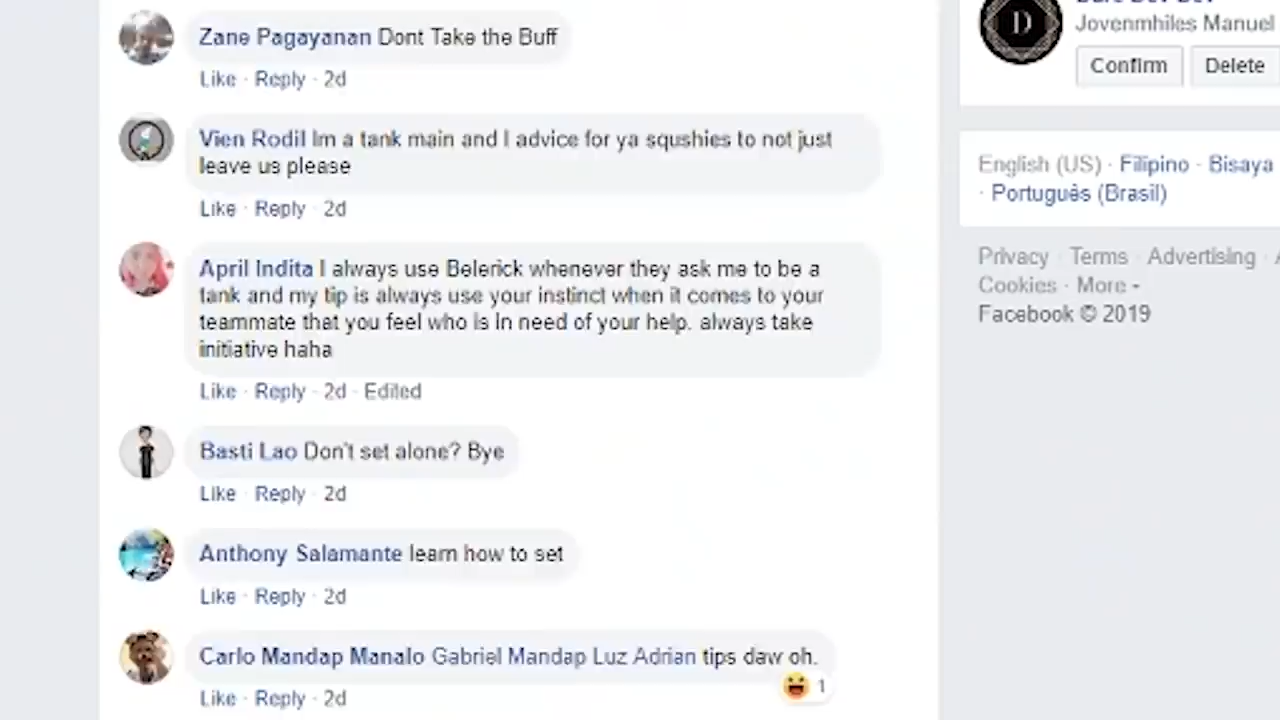 Zane Pagayanan Dont Take the Buff
Like · Reply · 2d
Vien Rodil Im a tank main and I advice for ya squshies to not just
leave us please
Like · Reply · 2d
April Indita I always use Belerick whenever they ask me to be a
tank and my tip is always use your instinct when it comes to your
teammate that you feel who is In need of your help. always take
initiative haha
Like · Reply · 2d · Edited
Basti Lao Don't set alone? Bye
Like · Reply · 2d
Anthony Salamante learn how to set
Like · Reply · 2d
Carlo Mandap Manalo Gabriel Mandap Luz Adrian tips daw oh.
1
Like · Reply · 2d
D
Jovenmhiles Manuel
Confirm Delete
English (US) · Filipino · Bisaya
· Português (Brasil)
Privacy · Terms · Advertising ·
Cookies · More
Facebook © 2019